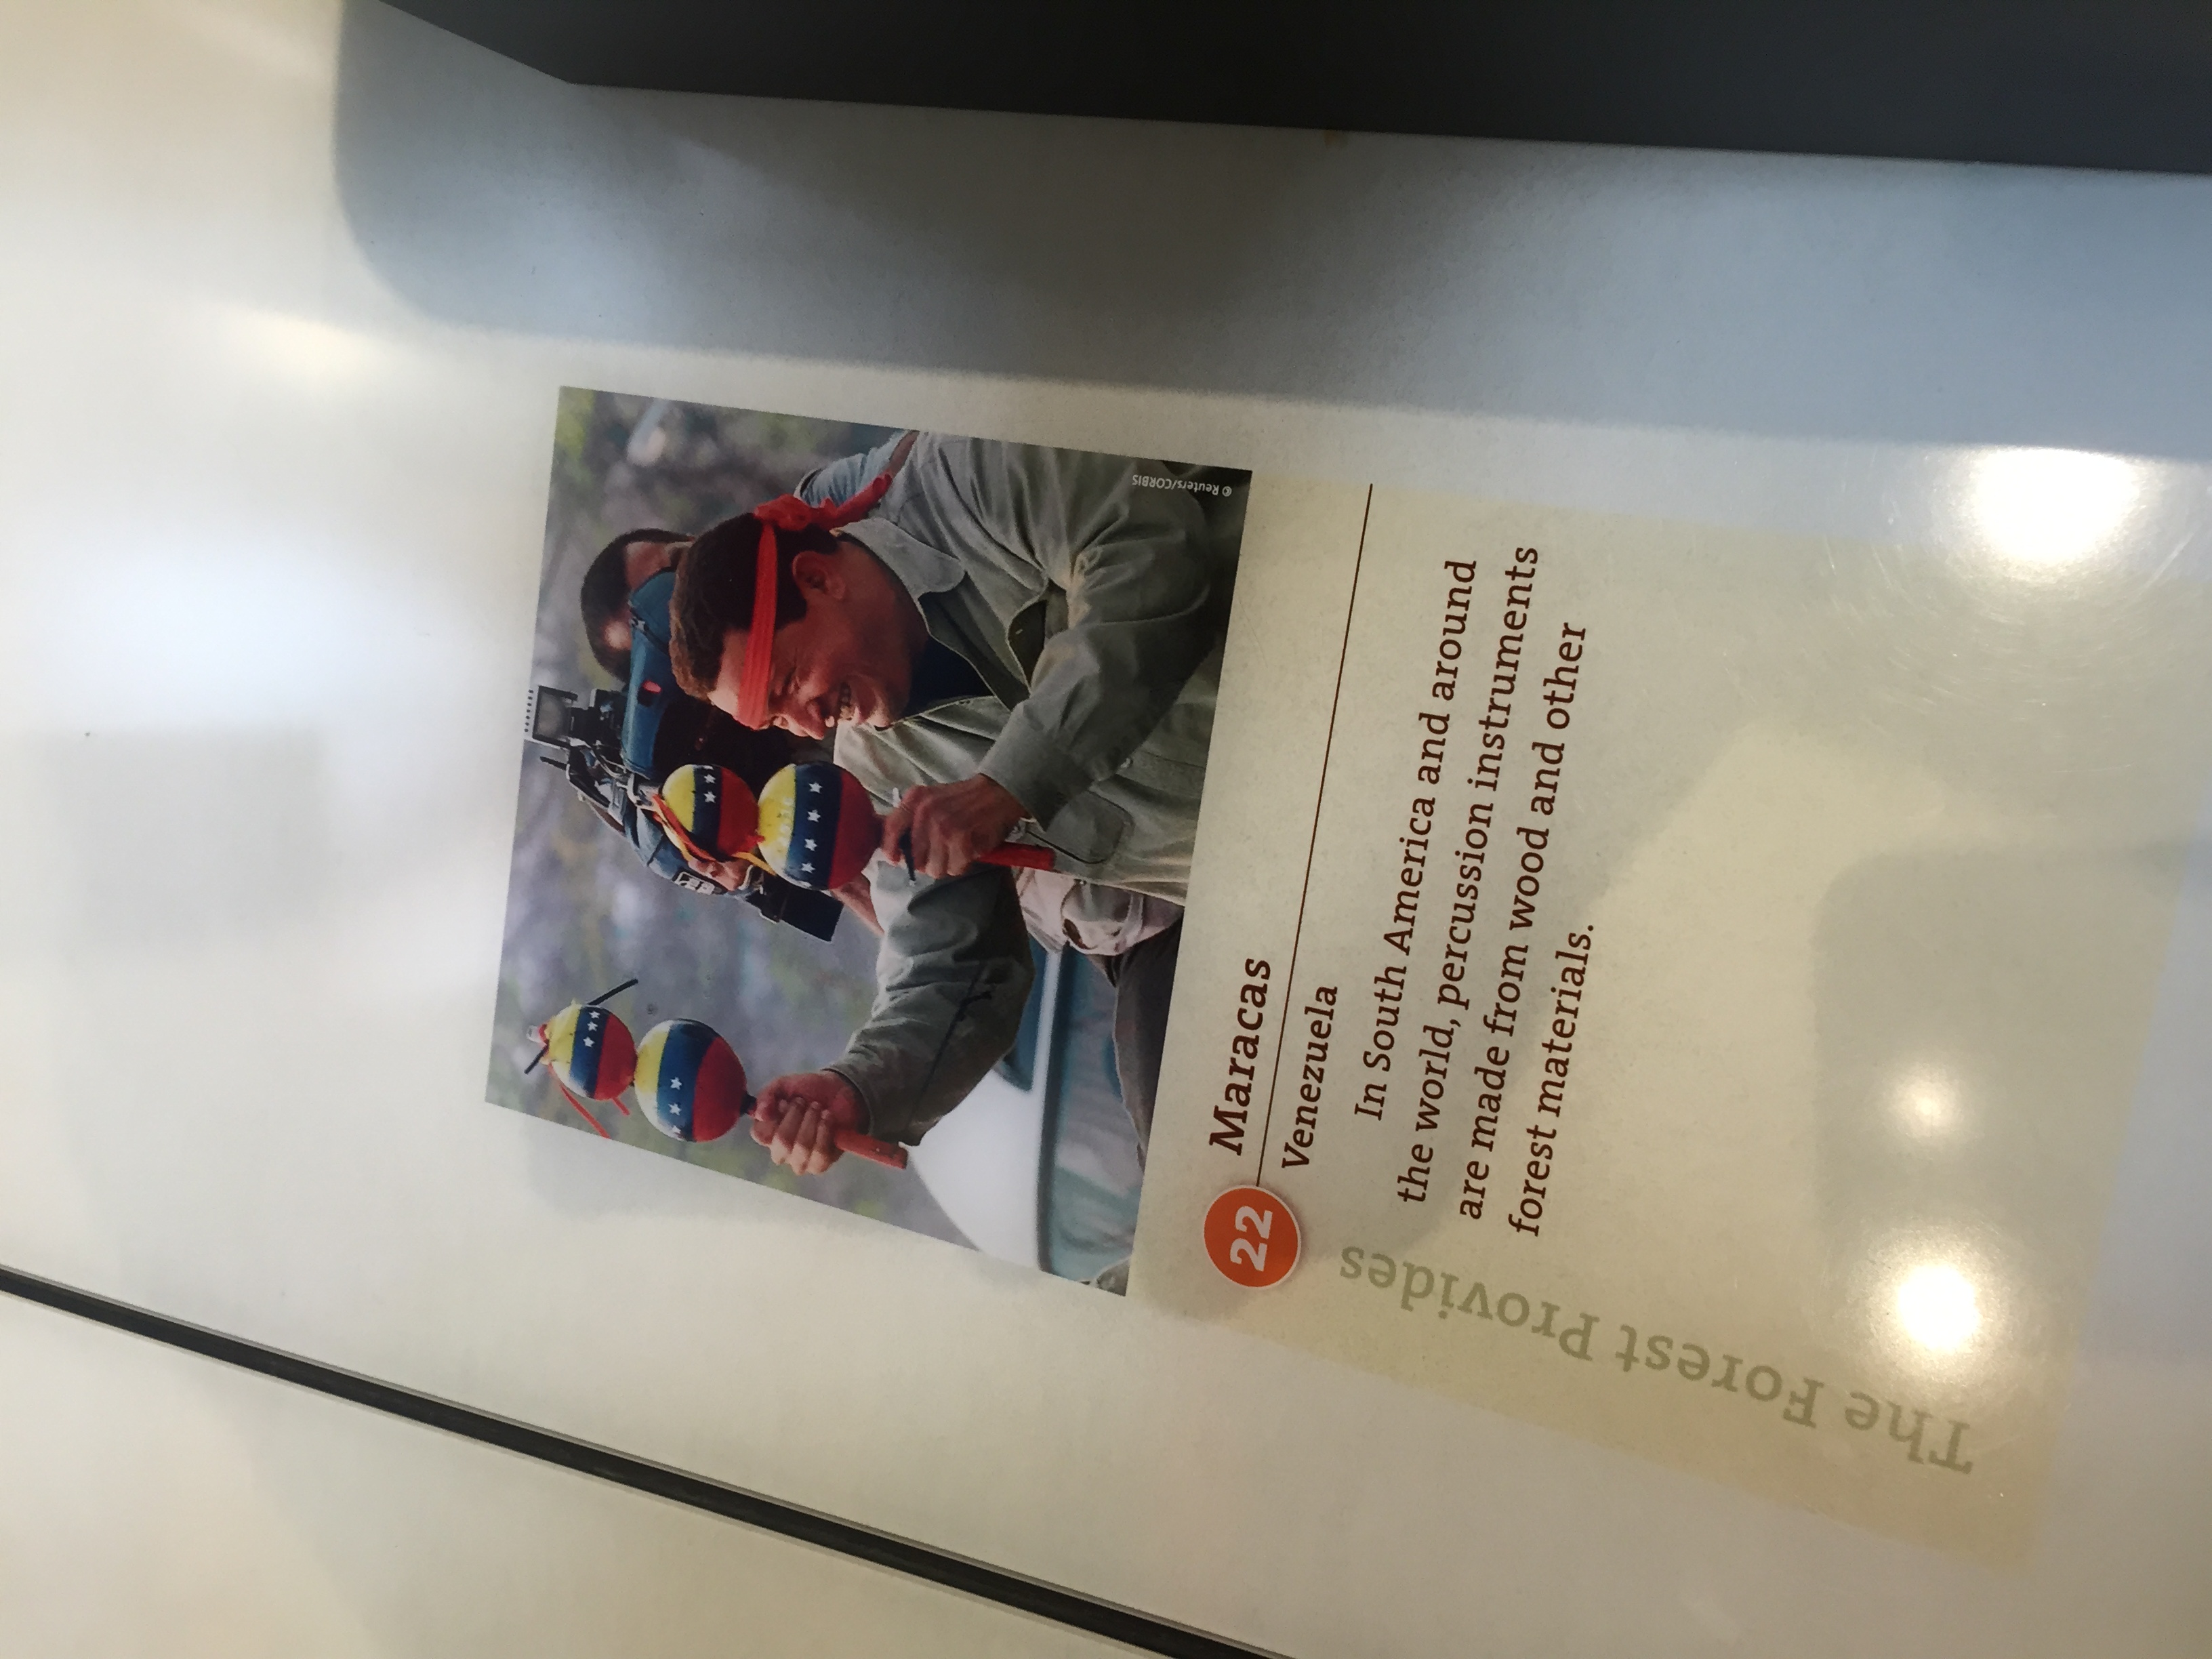 © Reuters/CORBIS
22
Maracas
Venezuela
In South America and around
the world, percussion instruments
are made from wood and other
forest materials.
The Forest Provides